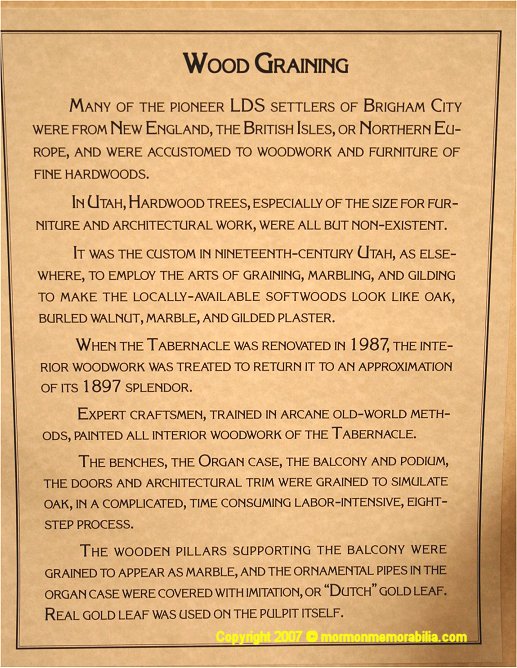 Wood Graining
Many of the pioneer LDS settlers of Brigham City
were from New England, the British Isles, or Northern Eu-
rope, and were accustomed to woodwork and furniture of
fine hardwoods.
In Utah, Hardwood trees, especially of the size for fur-
niture and architectural work, were all but non-existent.
It was the custom in nineteenth-century Utah, as else-
where, to employ the arts of graining, marbling, and gilding
to make the locally-available softwoods look like oak,
burled walnut, marble, and gilded plaster.
When the Tabernacle was renovated in 1987, the inte-
rior woodwork was treated to return it to an approximation
of its 1897 splendor.
Expert craftsmen, trained in arcane old-world meth-
ods, painted all interior woodwork of the Tabernacle.
The benches, the Organ case, the balcony and podium,
the doors and architectural trim were grained to simulate
oak, in a complicated, time consuming labor-intensive, eight-
step process.
The wooden pillars supporting the balcony were
grained to appear as marble, and the ornamental pipes in the
organ case were covered with imitation, or "Dutch" gold leaf.
Real gold leaf was used on the pulpit itself.
Copyright 2007 © mormonmemorabilia.com